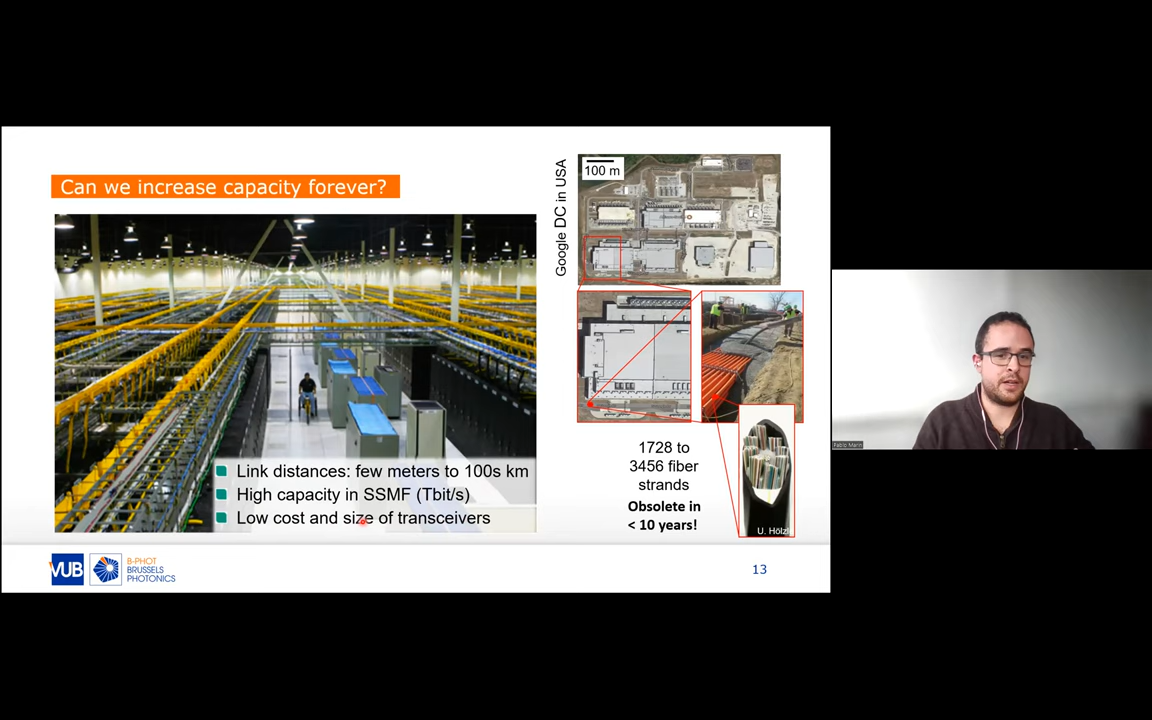 Can we increase capacity forever?
Google DC in USA
100 m
Link distances: few meters to 100s km
High capacity in SSMF (Tbit/s)
Low cost and size of transceivers
1728 to
3456 fiber
strands
Obsolete in
< 10 years!
U. Hölzl
VUB
B-PHOT
BRUSSELS
PHOTONICS
13
Pablo Marin